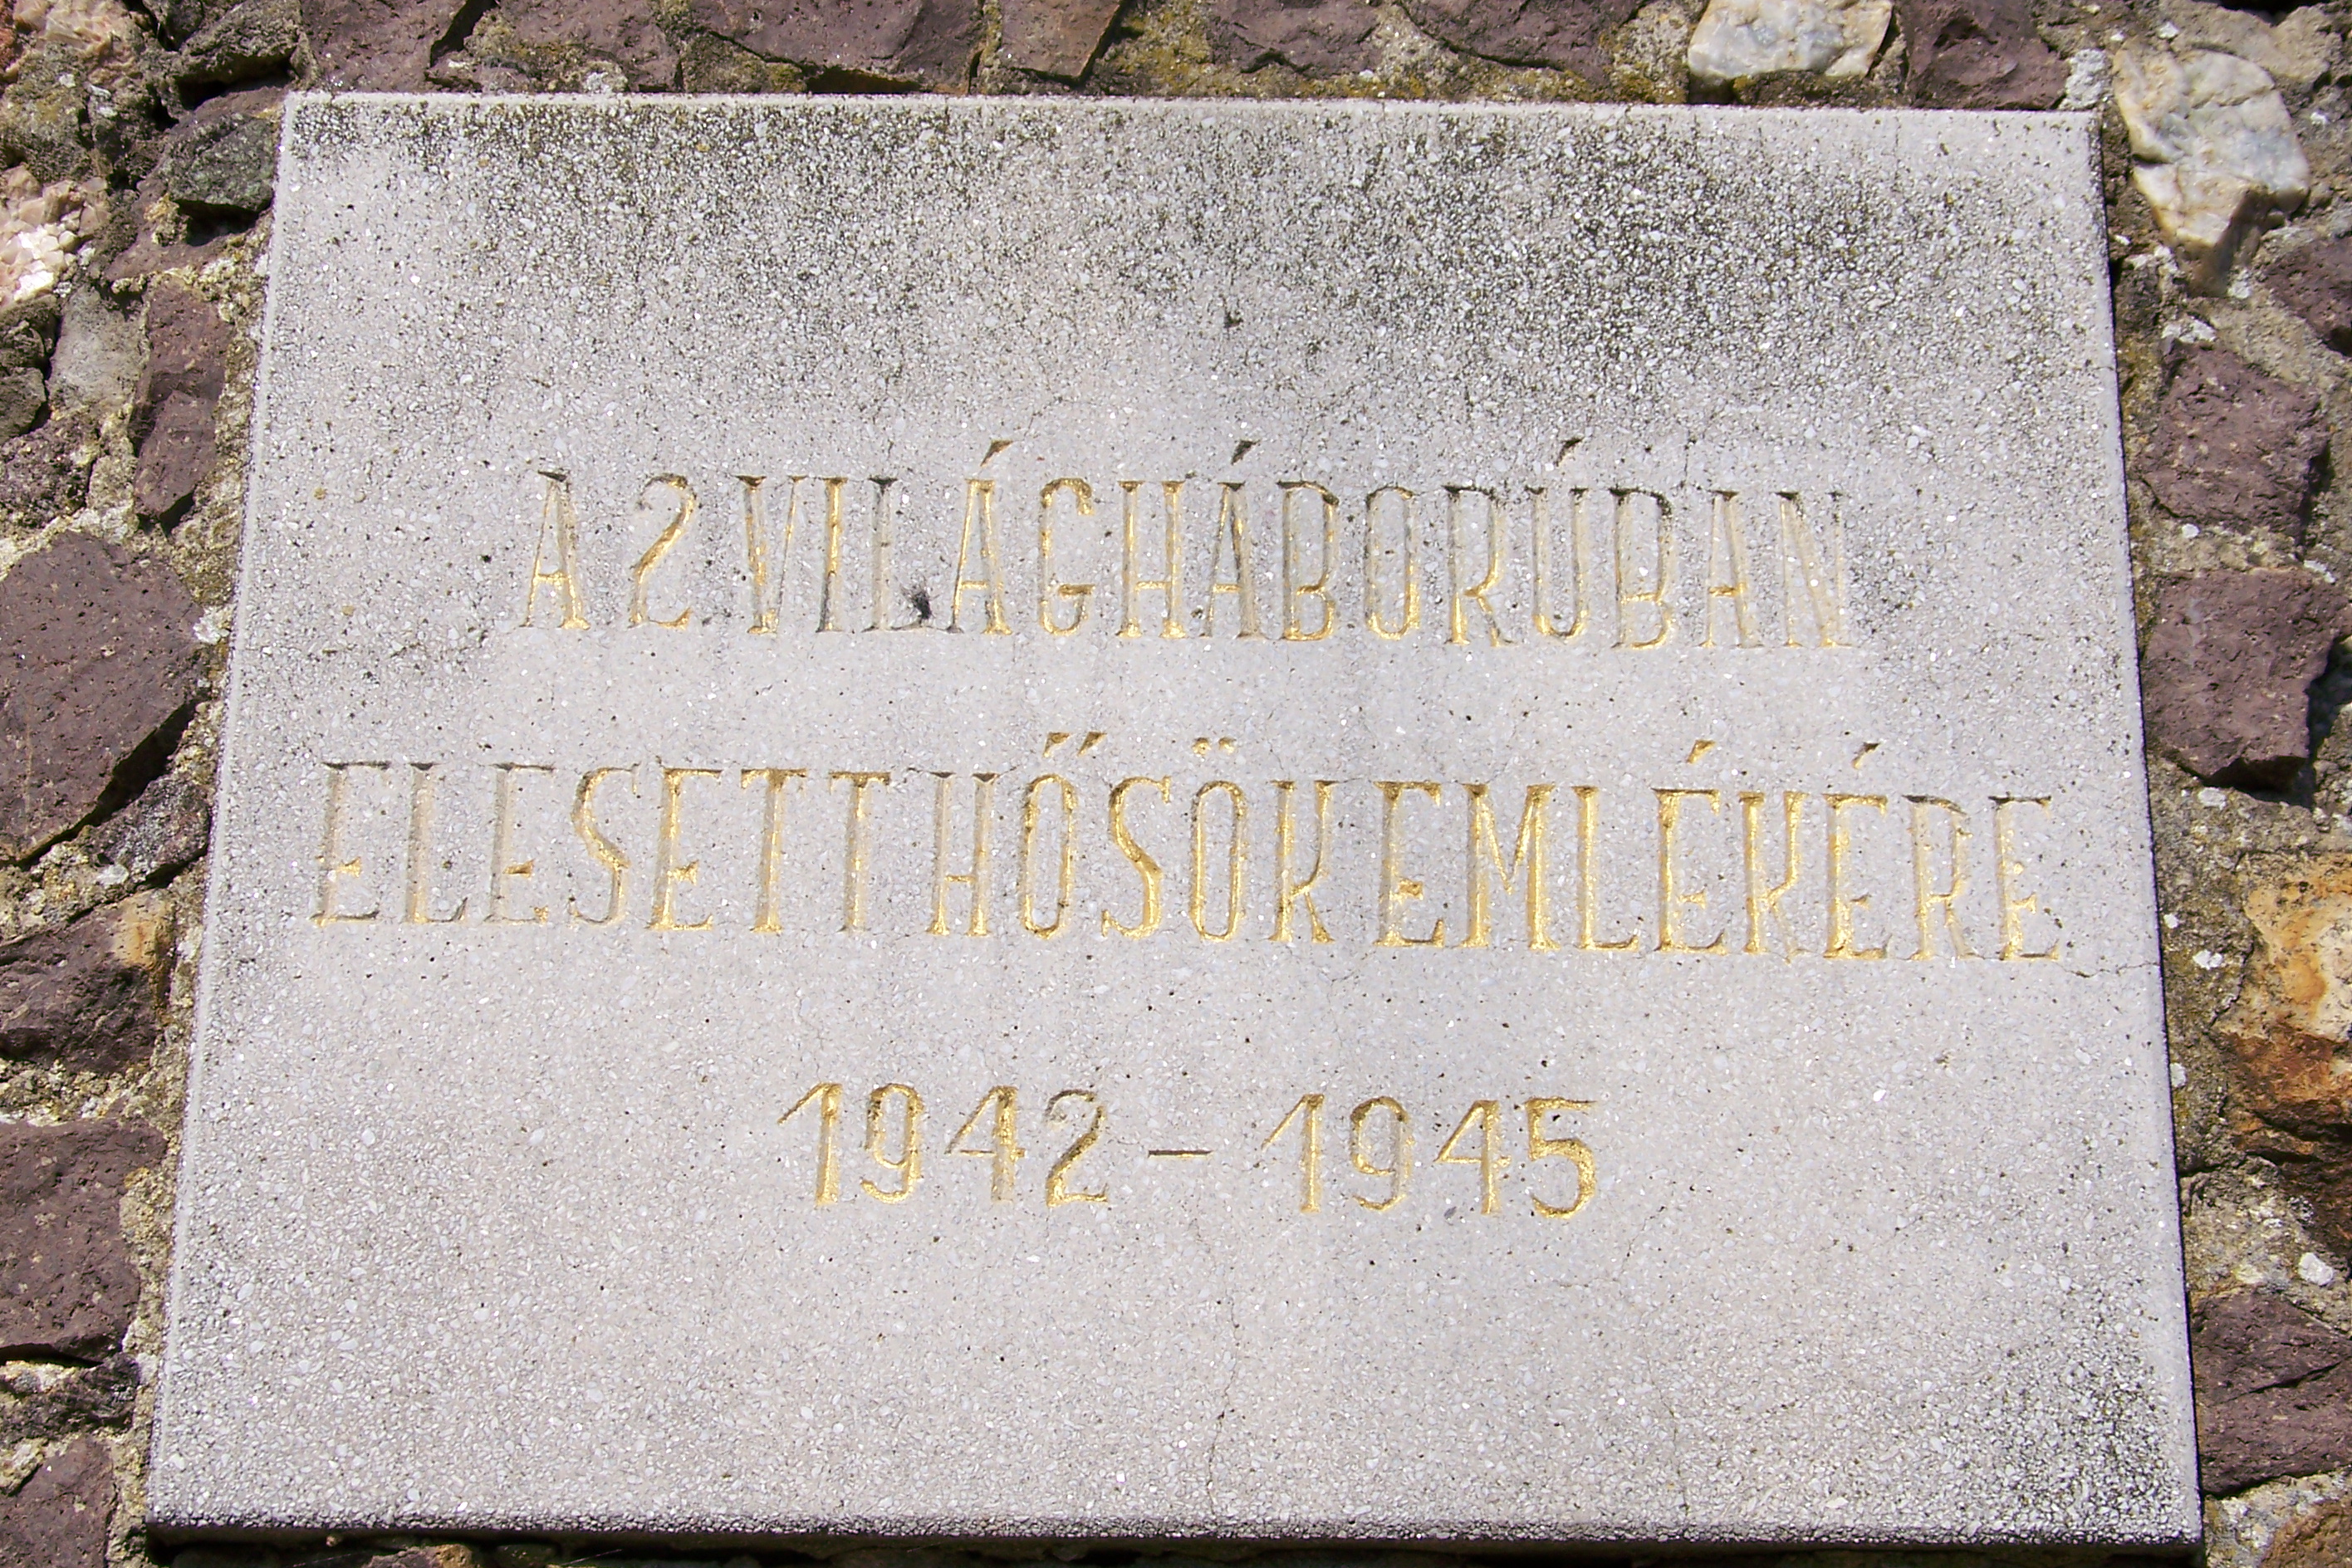 A 2. VILÁGHÁBORÚBAN
ELESETT HŐSÖK EMLÉKÉRE
1942 – 1945